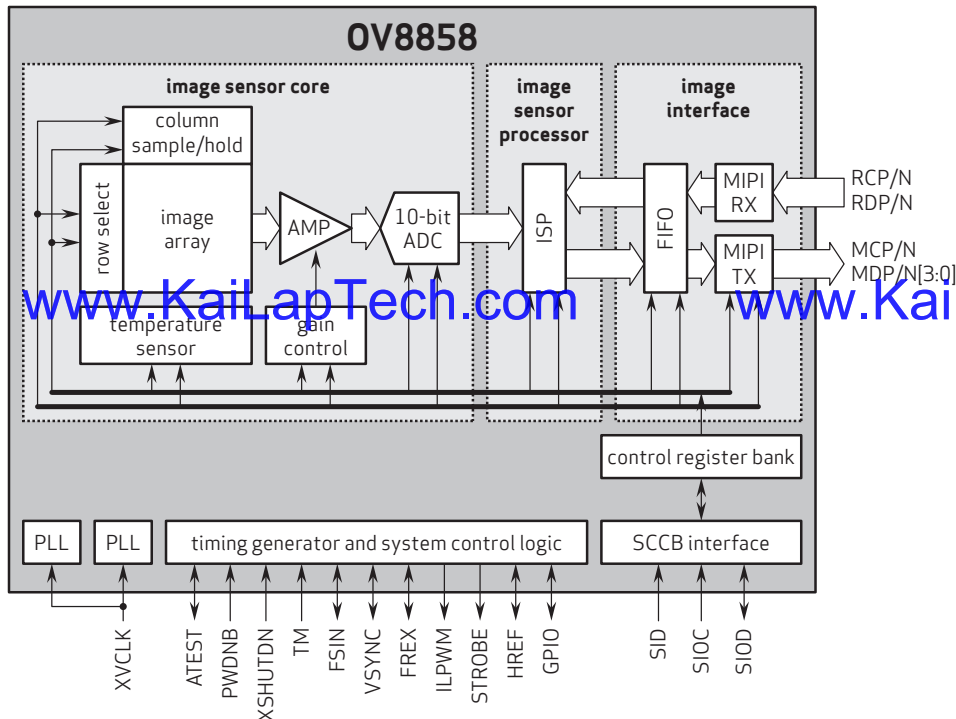 OV8858
image sensor core
image
sensor
processor
image
interface
column
sample/hold
row select
image
array
AMP
10-bit
ADC
ISP
FIFO
MIPI
RX
MIPI
TX
RCP/N
RDP/N
MCP/N
MDP/N[3:0]
www.KaiLapTech.com
www.Kai
temperature
sensor
gain
control
control register bank
PLL
PLL
timing generator and system control logic
SCCB interface
XVCLK
ATEST
PWDNB
XSHUTDN
TM
FSIN
VSYNC
FREX
ILPWM
STROBE
HREF
GPIO
SID
SIOC
SIOD